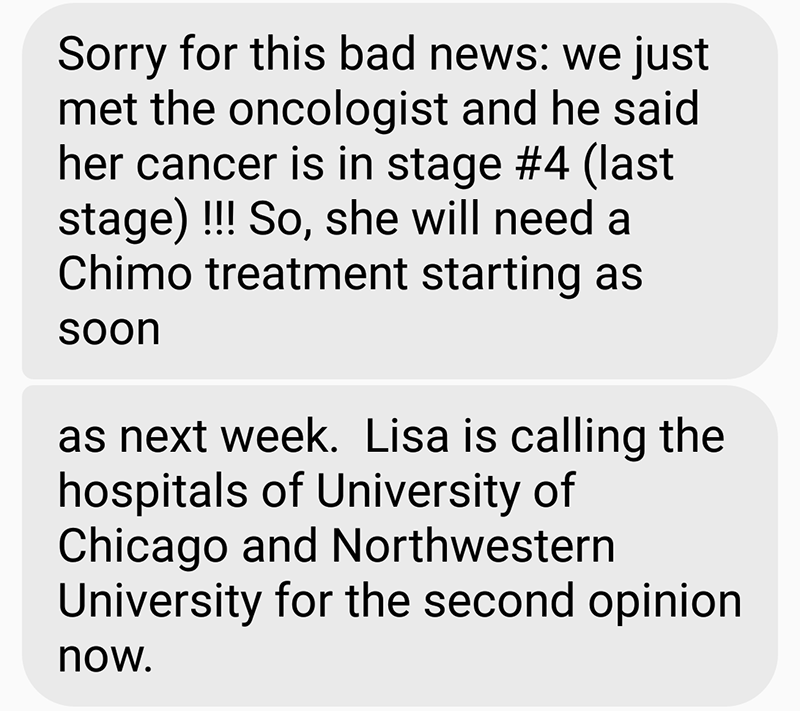 Sorry for this bad news: we just
met the oncologist and he said
her cancer is in stage #4 (last
stage) !!! So, she will need a
Chimo treatment starting as
soon
as next week.  Lisa is calling the
hospitals of University of
Chicago and Northwestern
University for the second opinion
now.